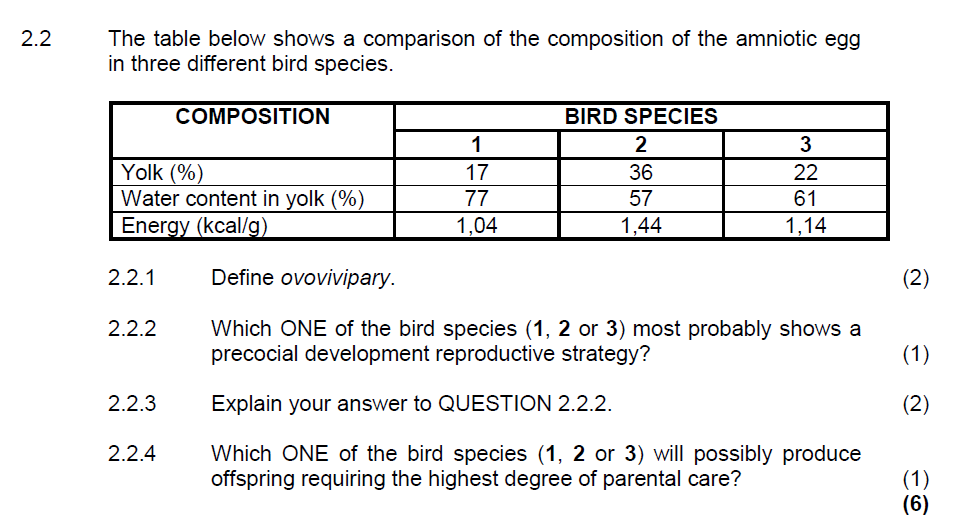 2.2 The table below shows a comparison of the composition of the amniotic egg
in three different bird species.
COMPOSITION BIRD SPECIES
1 2 3
Yolk (%) 17 36 22
Water content in yolk (%) 77 57 61
Energy (kcal/g) 1,04 1,44 1,14
2.2.1 Define ovovivipary. (2)
2.2.2 Which ONE of the bird species (1, 2 or 3) most probably shows a
precocial development reproductive strategy? (1)
2.2.3 Explain your answer to QUESTION 2.2.2. (2)
2.2.4 Which ONE of the bird species (1, 2 or 3) will possibly produce
offspring requiring the highest degree of parental care? (1)
(6)